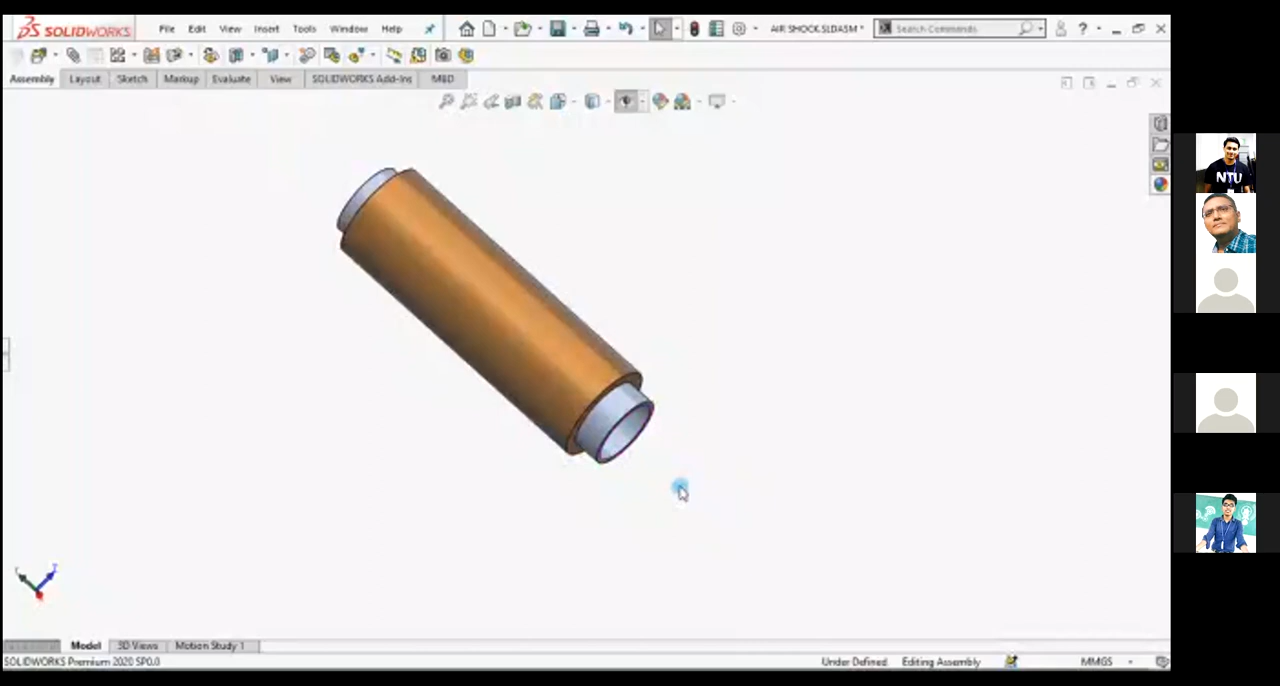 SOLIDWORKS File Edit View Insert Tools Window Help AIR SHOCK.SLDASM * Search Commands ?
Assembly Layout Sketch Markup Evaluate View SOLIDWORKS Add-Ins MBD
NTU
Model 3D Views Motion Study 1
SOLIDWORKS Premium 2020 SP0.0 Under Defined Editing Assembly MMGS